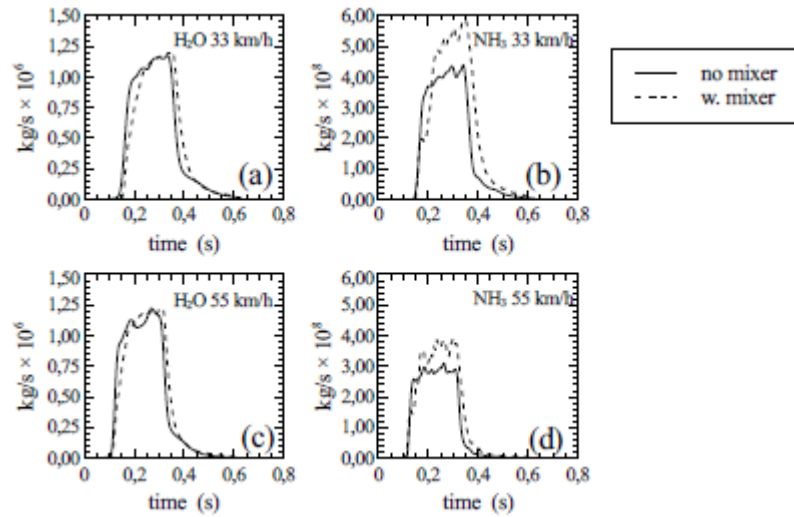 1,50
1,25
1,00
0,75
0,50
0,25
0,00
kg/s × 10⁶
H₂O 33 km/h
(a)
0 0,2 0,4 0,6 0,8
time (s)
6,00
5,00
4,00
3,00
2,00
1,00
0,00
kg/s × 10⁸
NH₃ 33 km/h
(b)
0 0,2 0,4 0,6 0,8
time (s)
no mixer
w. mixer
1,50
1,25
1,00
0,75
0,50
0,25
0,00
kg/s × 10⁶
H₂O 55 km/h
(c)
0 0,2 0,4 0,6 0,8
time (s)
6,00
5,00
4,00
3,00
2,00
1,00
0,00
kg/s × 10⁸
NH₃ 55 km/h
(d)
0 0,2 0,4 0,6 0,8
time (s)